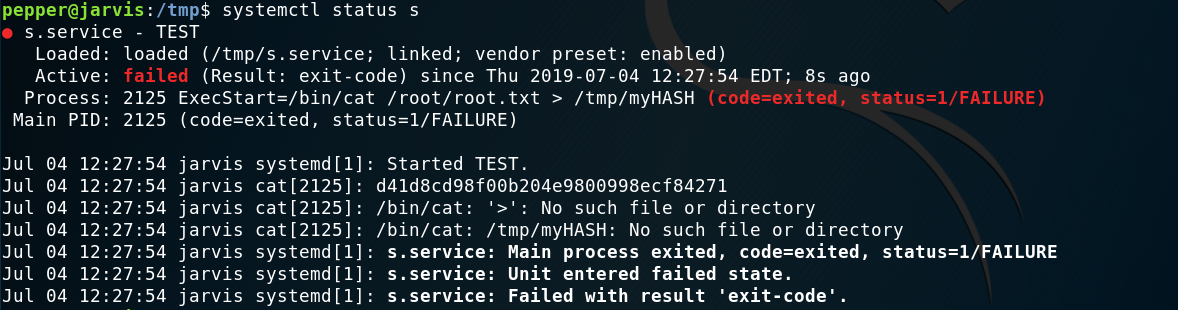 pepper@jarvis:/tmp$ systemctl status s
● s.service - TEST
Loaded: loaded (/tmp/s.service; linked; vendor preset: enabled)
Active: failed (Result: exit-code) since Thu 2019-07-04 12:27:54 EDT; 8s ago
Process: 2125 ExecStart=/bin/cat /root/root.txt > /tmp/myHASH (code=exited, status=1/FAILURE)
Main PID: 2125 (code=exited, status=1/FAILURE)
Jul 04 12:27:54 jarvis systemd[1]: Started TEST.
Jul 04 12:27:54 jarvis cat[2125]: d41d8cd98f00b204e9800998ecf84271
Jul 04 12:27:54 jarvis cat[2125]: /bin/cat: '>': No such file or directory
Jul 04 12:27:54 jarvis cat[2125]: /bin/cat: /tmp/myHASH: No such file or directory
Jul 04 12:27:54 jarvis systemd[1]: s.service: Main process exited, code=exited, status=1/FAILURE
Jul 04 12:27:54 jarvis systemd[1]: s.service: Unit entered failed state.
Jul 04 12:27:54 jarvis systemd[1]: s.service: Failed with result 'exit-code'.